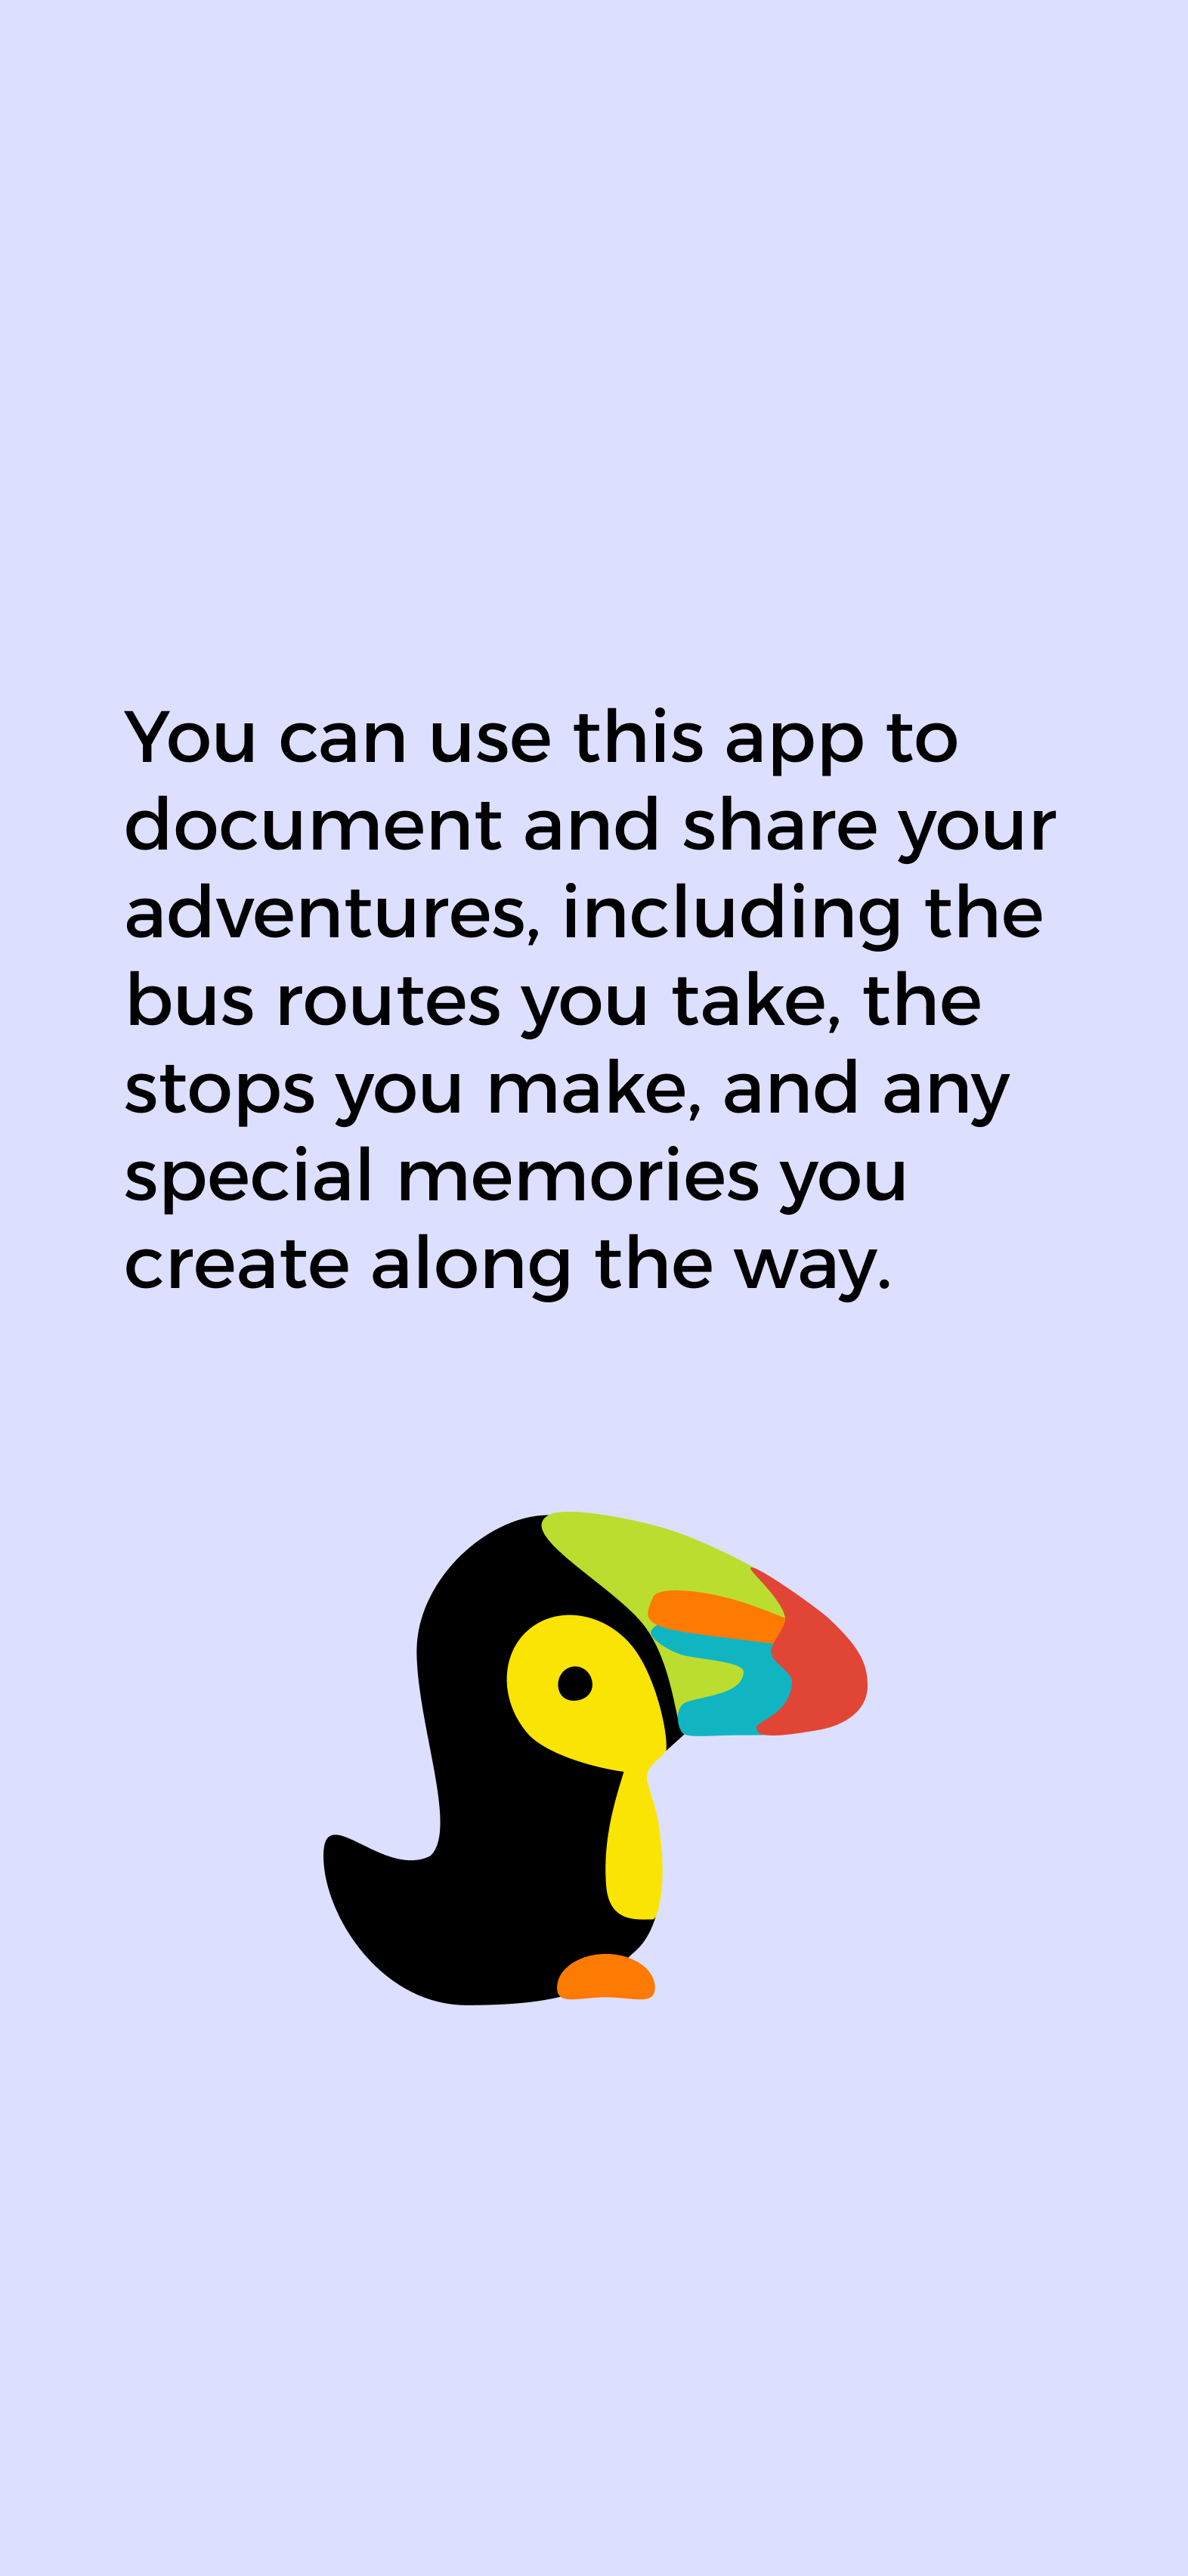 You can use this app to
document and share your
adventures, including the
bus routes you take, the
stops you make, and any
special memories you
create along the way.